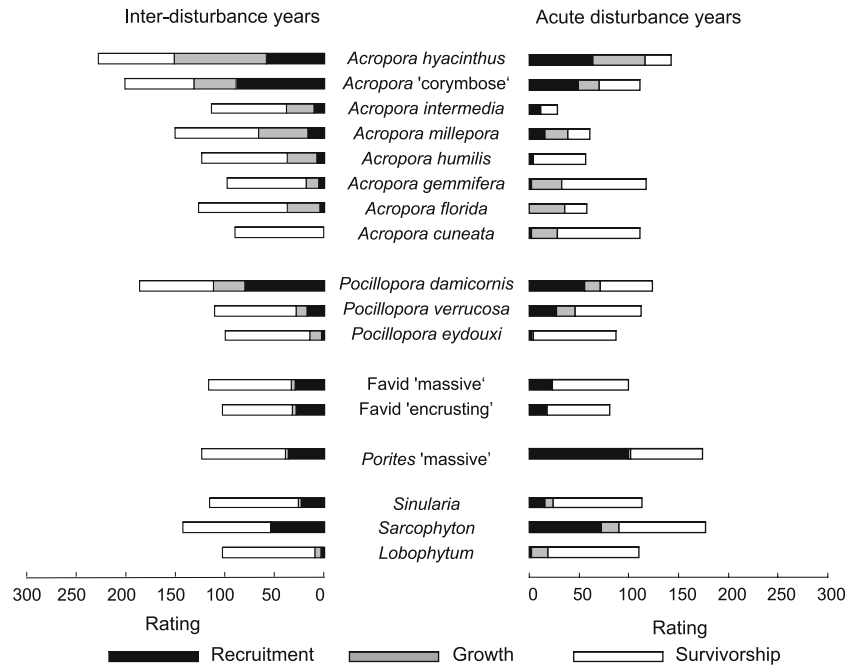 Inter-disturbance years
Acute disturbance years
Acropora hyacinthus
Acropora 'corymbose‘
Acropora intermedia
Acropora millepora
Acropora humilis
Acropora gemmifera
Acropora florida
Acropora cuneata
Pocillopora damicornis
Pocillopora verrucosa
Pocillopora eydouxi
Favid 'massive‘
Favid 'encrusting’
Porites 'massive’
Sinularia
Sarcophyton
Lobophytum
300 250 200 150 100 50 0
0 50 100 150 200 250 300
Rating
Rating
Recruitment
Growth
Survivorship